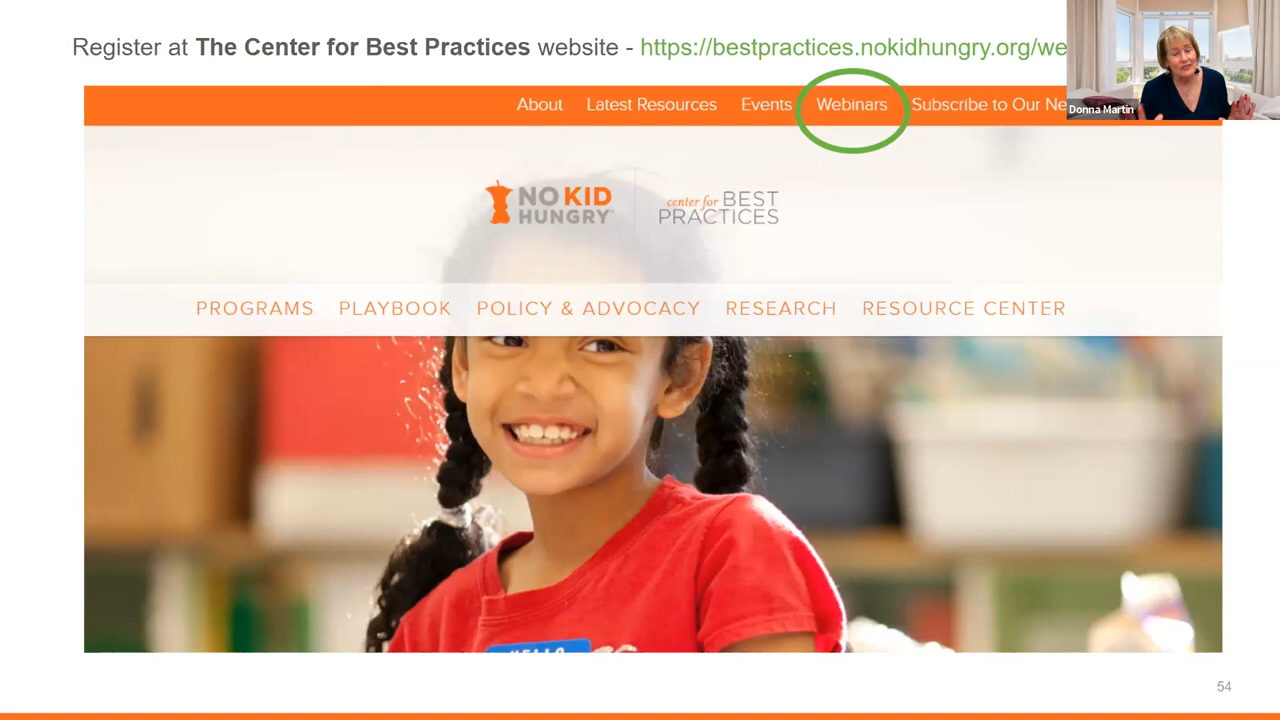 Register at The Center for Best Practices website - https://bestpractices.nokidhungry.org/we
Donna Martin
About Latest Resources Events Webinars Subscribe to Our Ne
NO KID HUNGRY
center for BEST PRACTICES
PROGRAMS PLAYBOOK POLICY & ADVOCACY RESEARCH RESOURCE CENTER
HELLO
54